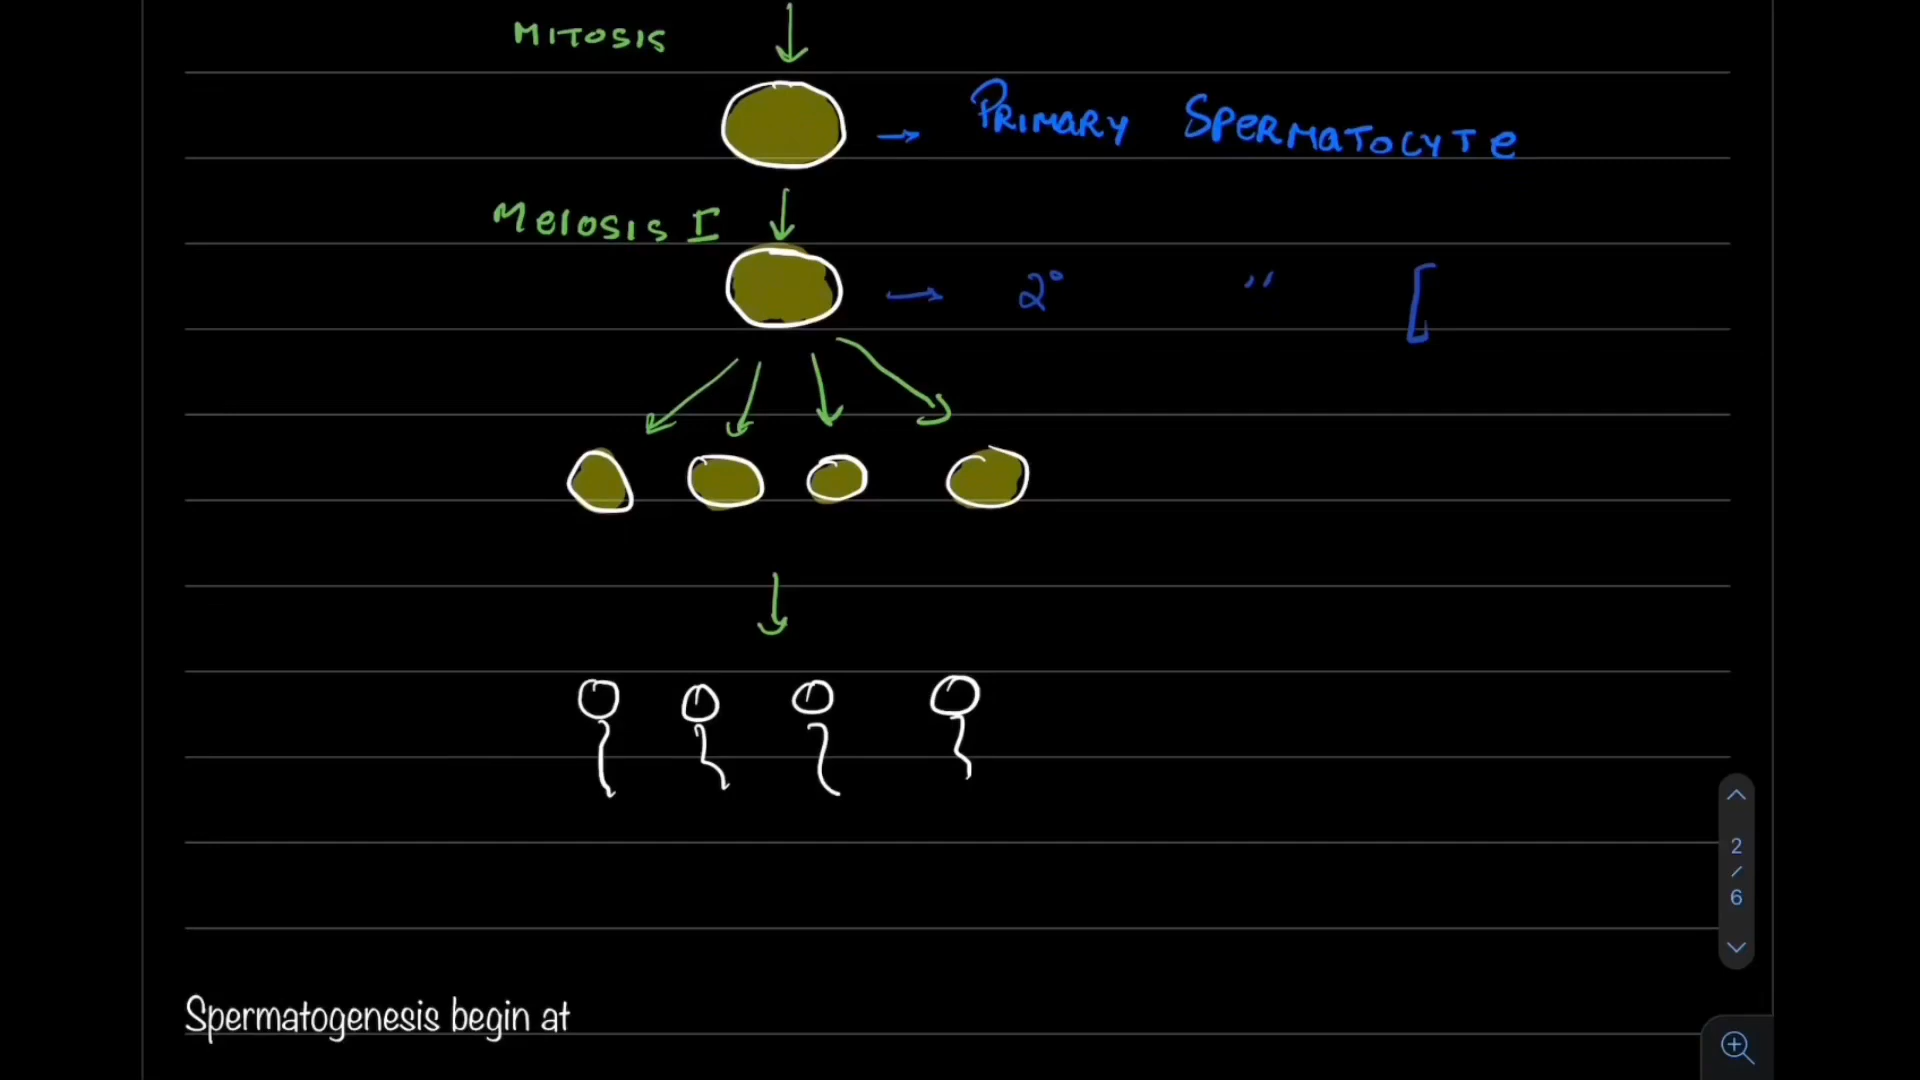 MITOSIS
PRIMARY SPERMATOCYTE
MEIOSIS I
2° " [
2
/
6
Spermatogenesis begin at